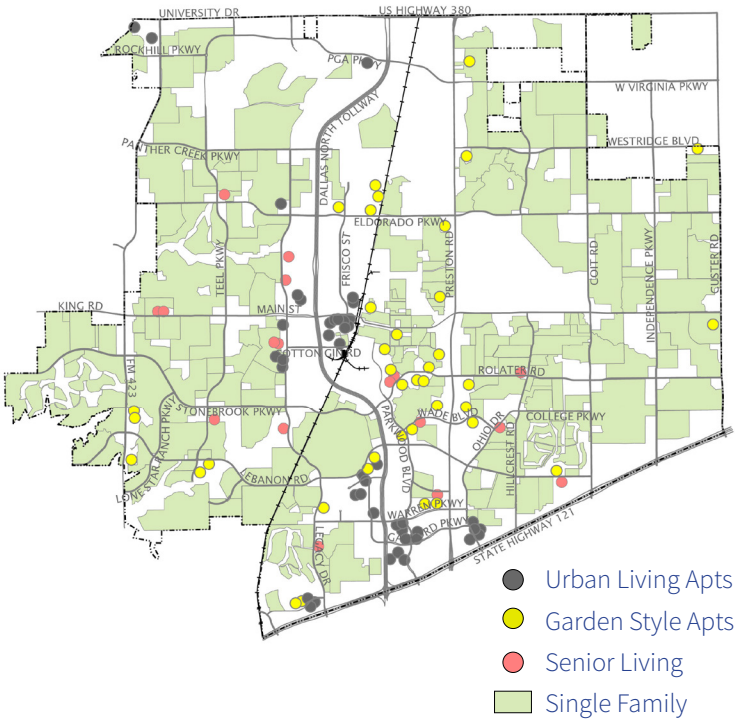 UNIVERSITY DR
US HIGHWAY 380
ROCKHILL PKWY
PGA PKWY
W VIRGINIA PKWY
DALLAS NORTH TOLLWAY
PANTHER CREEK PKWY
WESTRIDGE BLVD
ELDORADO PKWY
TEEL PKWY
FRISCO ST
PRESTON RD
COIT RD
INDEPENDENCE PKWY
CUSTER RD
KING RD
MAIN ST
COTTON GIN RD
ROLATER RD
FM 423
STONEBROOK PKWY
LONE STAR RANCH PKWY
PARKWOOD BLVD
WADE BLVD
OHIO DR
HILLCREST RD
COLLEGE PKWY
LEBANON RD
WARREN PKWY
LEGACY DR
STATE HIGHWAY 121
Urban Living Apts
Garden Style Apts
Senior Living
Single Family